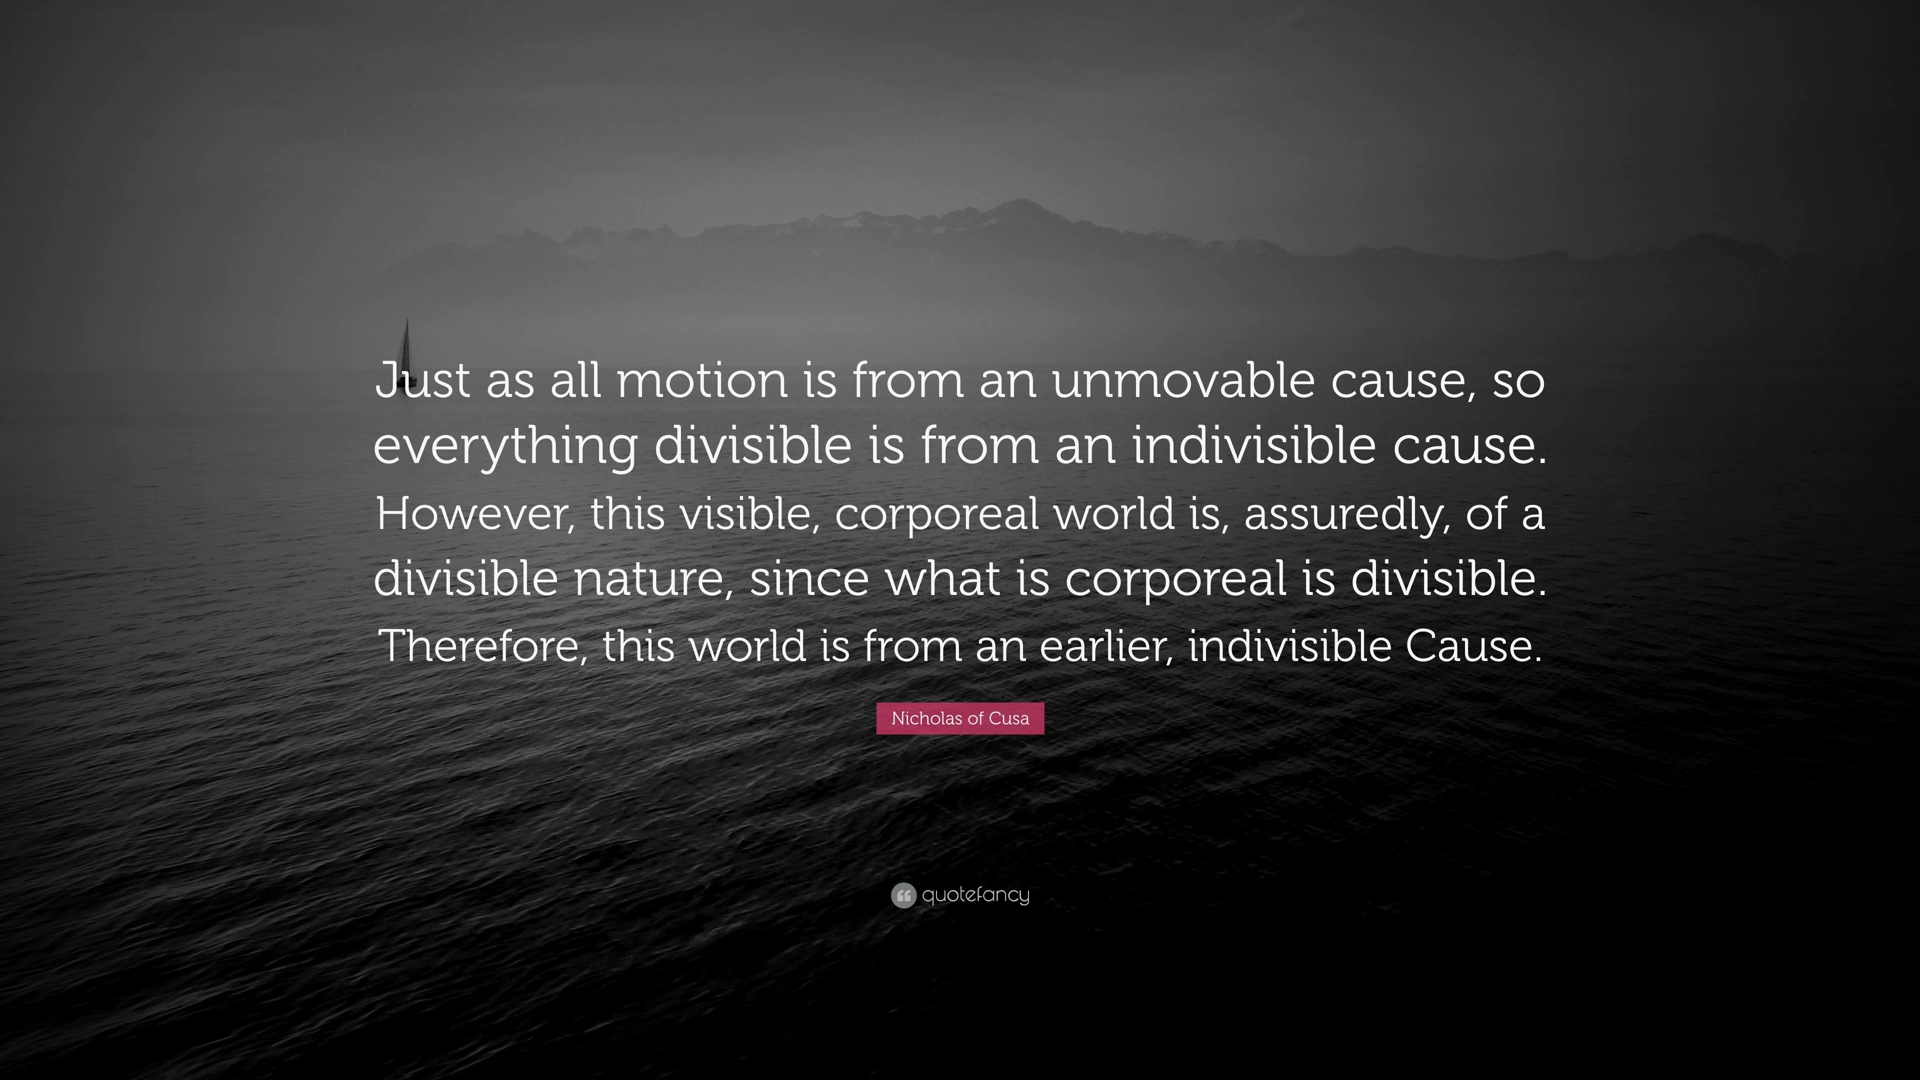 Just as all motion is from an unmovable cause, so
everything divisible is from an indivisible cause.
However, this visible, corporeal world is, assuredly, of a
divisible nature, since what is corporeal is divisible.
Therefore, this world is from an earlier, indivisible Cause.
Nicholas of Cusa
quotefancy